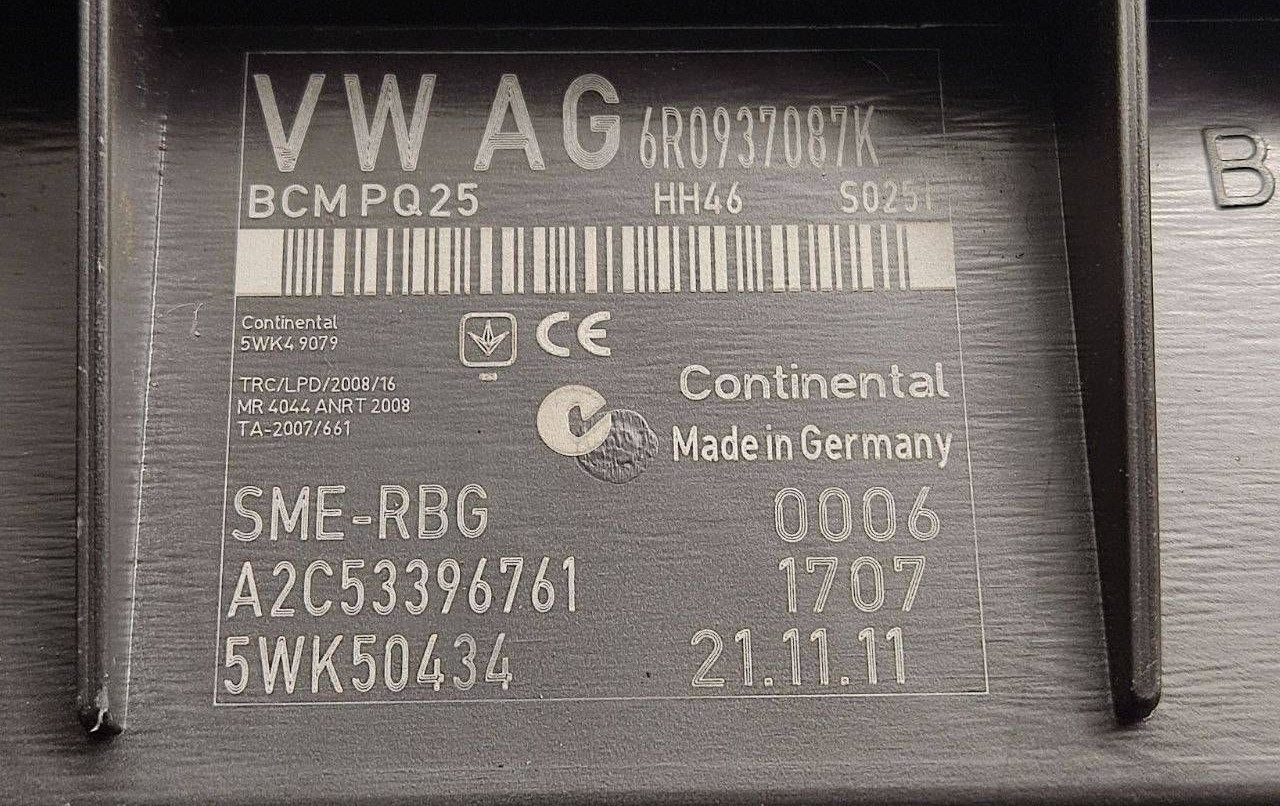 VW AG 6R0937087K
BCM PQ25 HH46
B
Continental
5WK4 9079
CE
TRC/LPD/2008/16
MR 4044 ANRT 2008
TA-2007/661
Continental
Made in Germany
SME-RBG 0006
A2C53396761 1707
5WK50434 21.11.11